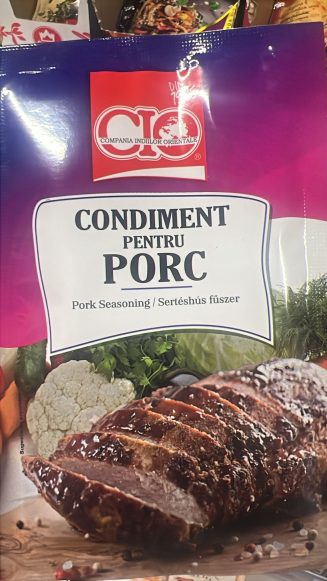 CIO
COMPANIA INDIILOR ORIENTALE
®
CONDIMENT
PENTRU
PORC
Pork Seasoning / Sertéshús fűszer